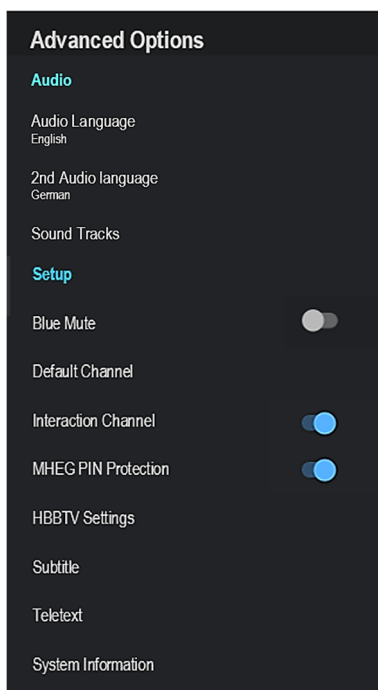 Advanced Options
Audio
Audio Language
English
2nd Audio language
German
Sound Tracks
Setup
Blue Mute
Default Channel
Interaction Channel
MHEG PIN Protection
HBBTV Settings
Subtitle
Teletext
System Information